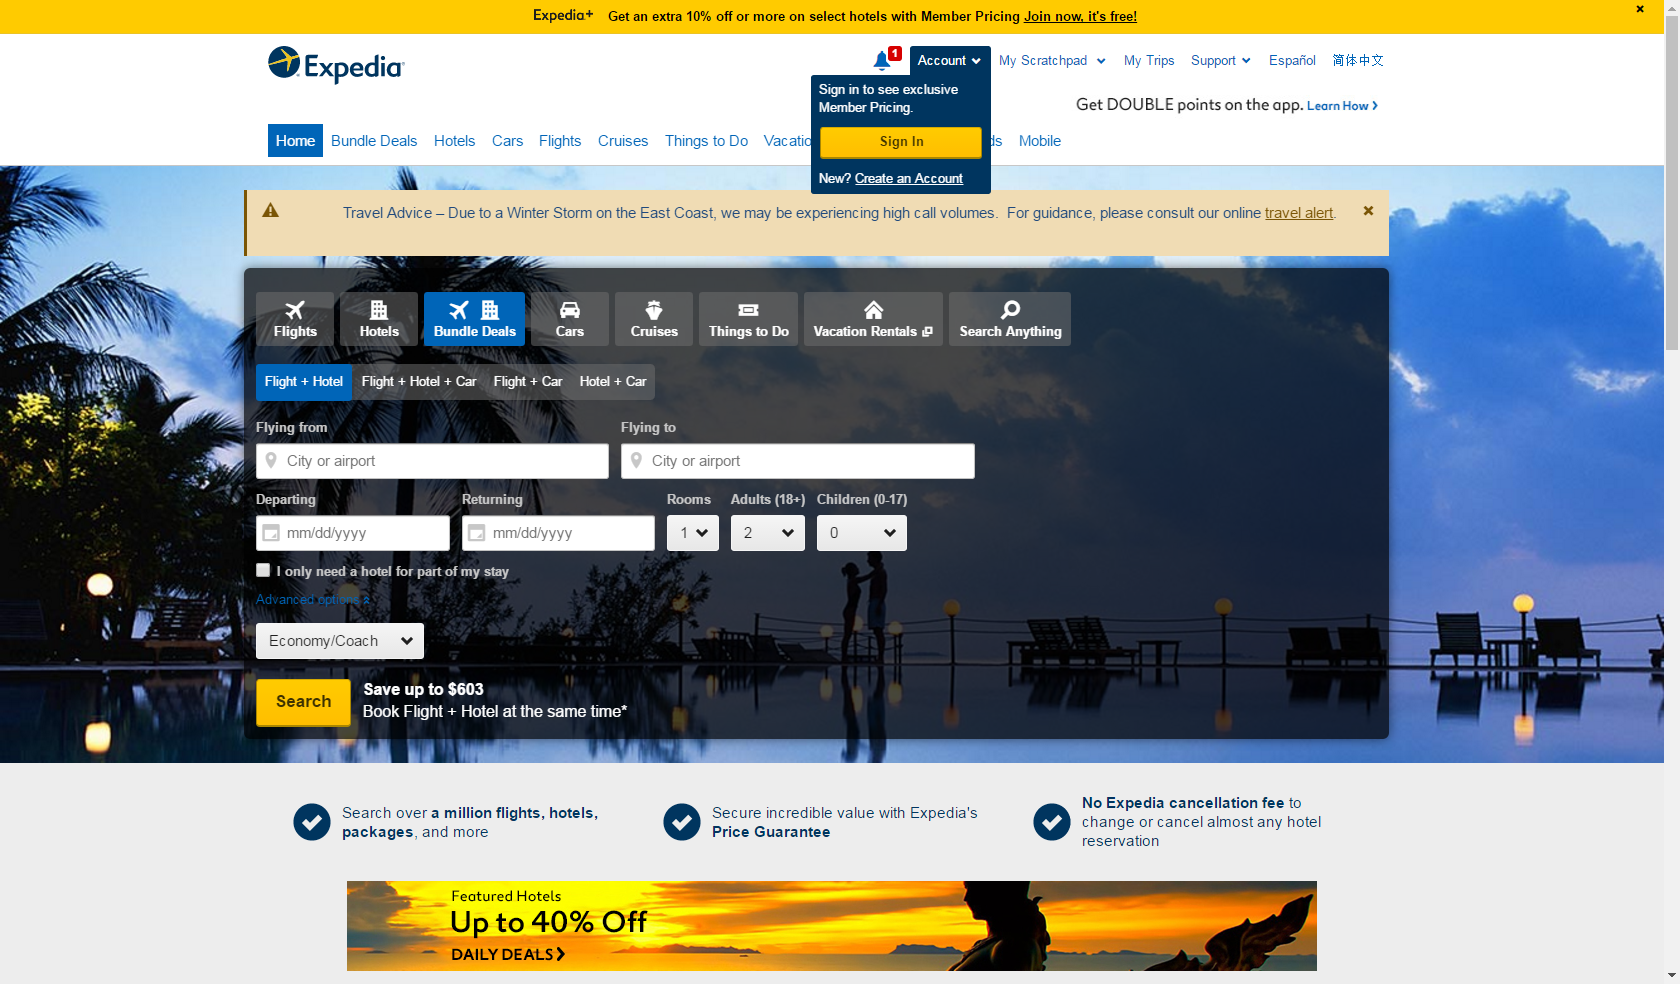 Expedia+ Get an extra 10% off or more on select hotels with Member Pricing Join now, it's free!
Expedia
1 Account My Scratchpad My Trips Support Español 简体中文
Sign in to see exclusive
Member Pricing.
Sign In
New? Create an Account
Get DOUBLE points on the app. Learn How
Home Bundle Deals Hotels Cars Flights Cruises Things to Do Vacatio ds Mobile
Travel Advice – Due to a Winter Storm on the East Coast, we may be experiencing high call volumes. For guidance, please consult our online travel alert.
Flights Hotels Bundle Deals Cars Cruises Things to Do Vacation Rentals Search Anything
Flight + Hotel Flight + Hotel + Car Flight + Car Hotel + Car
Flying from Flying to
City or airport City or airport
Departing Returning Rooms Adults (18+) Children (0-17)
mm/dd/yyyy mm/dd/yyyy 1 2 0
I only need a hotel for part of my stay
Advanced options
Economy/Coach
Search
Save up to $603
Book Flight + Hotel at the same time*
Search over a million flights, hotels,
packages, and more
Secure incredible value with Expedia's
Price Guarantee
No Expedia cancellation fee to
change or cancel almost any hotel
reservation
Featured Hotels
Up to 40% Off
DAILY DEALS